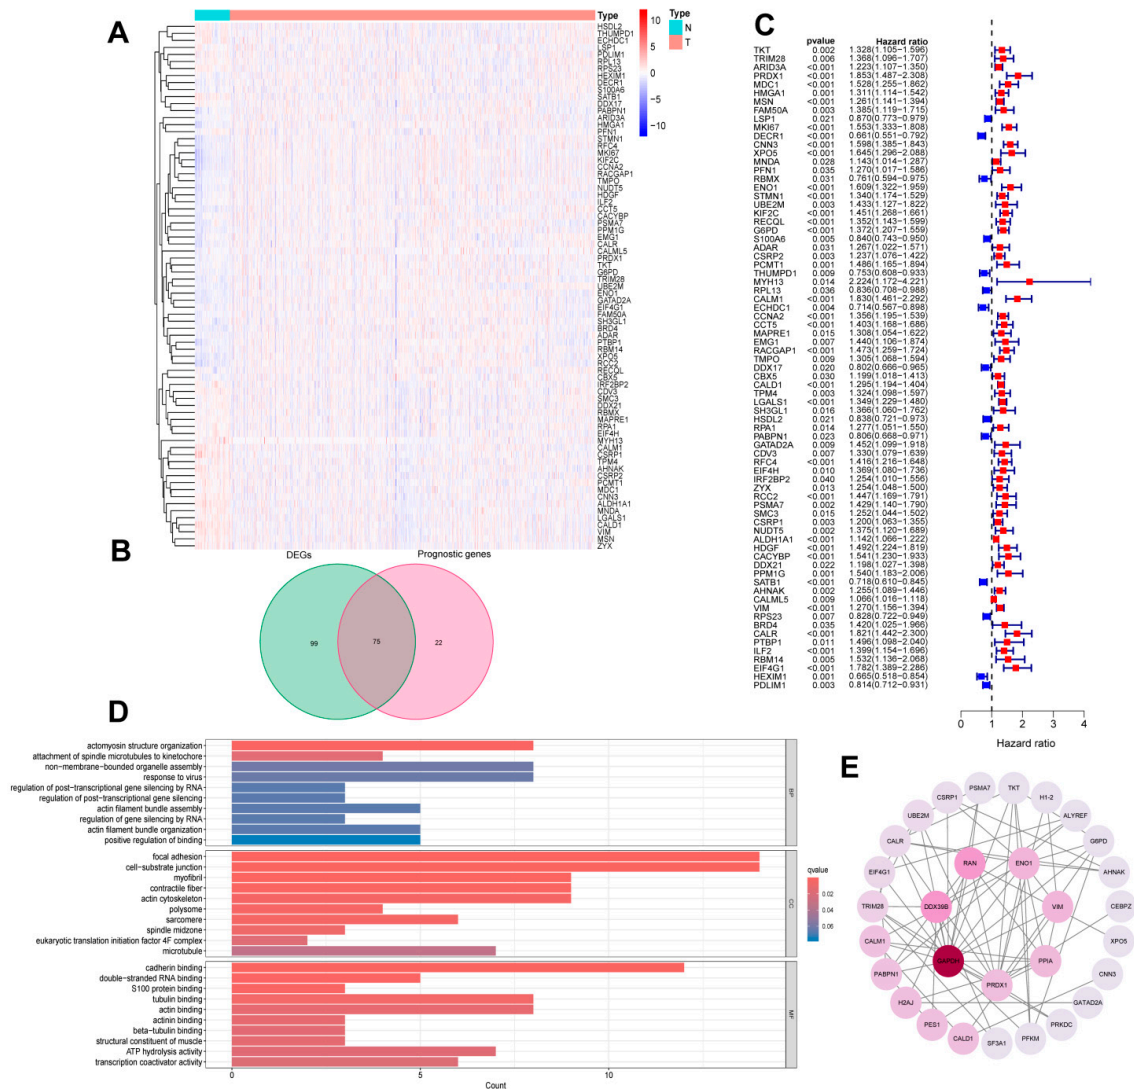 A
Type
HSDL2
THUMPD1
ECHDC1
LSP1
PDLIM1
RPL13
RPS23
HEXIM1
DECR1
S100A6
SATB1
DDX17
PABPN1
ARID3A
HMGA1
PFN1
STMN1
RFC4
MKI67
KIF2C
CCNA2
RACGAP1
TMPO
NUDT5
HDGF
ILF2
CCT5
CACYBP
PSMA7
PPM1G
EMG1
CALR
CALML5
PRDX1
TKT
G6PD
TRIM28
UBE2M
ENO1
GATAD2A
EIF4G1
FAM50A
SH3GL1
BRD4
ADAR
PTBP1
RBM14
XPO5
RCC2
RECQL
CBX5
IRF2BP2
CDV3
SMC3
DDX21
RBMX
MAPRE1
RPA1
EIF4H
MYH13
CALM1
CSRP1
TPM4
AHNAK
CSRP2
PCMT1
MDC1
CNN3
ALDH1A1
MNDA
LGALS1
CALD1
VIM
MSN
ZYX
10
5
0
−5
−10
Type
N
T
B
DEGs
Prognostic genes
99
75
22
C
pvalue Hazard ratio
TKT 0.002 1.328(1.105−1.596)
TRIM28 0.006 1.368(1.096−1.707)
ARID3A <0.001 1.223(1.107−1.350)
PRDX1 <0.001 1.853(1.487−2.308)
MDC1 <0.001 1.528(1.255−1.862)
HMGA1 <0.001 1.311(1.114−1.542)
MSN <0.001 1.261(1.141−1.394)
FAM50A 0.003 1.385(1.119−1.715)
LSP1 0.021 0.870(0.773−0.979)
MKI67 <0.001 1.553(1.333−1.808)
DECR1 <0.001 0.661(0.551−0.792)
CNN3 <0.001 1.598(1.385−1.843)
XPO5 <0.001 1.645(1.296−2.088)
MNDA 0.028 1.143(1.014−1.287)
PFN1 0.035 1.270(1.017−1.586)
RBMX 0.031 0.761(0.594−0.975)
ENO1 <0.001 1.609(1.322−1.959)
STMN1 <0.001 1.340(1.174−1.529)
UBE2M 0.003 1.433(1.127−1.822)
KIF2C <0.001 1.451(1.268−1.661)
RECQL <0.001 1.352(1.143−1.599)
G6PD <0.001 1.372(1.207−1.559)
S100A6 0.005 0.840(0.743−0.950)
ADAR 0.031 1.267(1.022−1.571)
CSRP2 0.003 1.237(1.076−1.422)
PCMT1 0.001 1.486(1.165−1.894)
THUMPD1 0.009 0.753(0.608−0.933)
MYH13 0.014 2.224(1.172−4.221)
RPL13 0.036 0.836(0.708−0.988)
CALM1 <0.001 1.830(1.461−2.292)
ECHDC1 0.004 0.714(0.567−0.898)
CCNA2 <0.001 1.356(1.195−1.539)
CCT5 <0.001 1.403(1.168−1.686)
MAPRE1 0.015 1.308(1.054−1.622)
EMG1 0.007 1.440(1.106−1.874)
RACGAP1 <0.001 1.473(1.259−1.724)
TMPO 0.009 1.305(1.068−1.594)
DDX17 0.020 0.802(0.666−0.965)
CBX5 0.030 1.199(1.018−1.413)
CALD1 <0.001 1.295(1.194−1.404)
TPM4 0.003 1.324(1.098−1.597)
LGALS1 <0.001 1.349(1.229−1.480)
SH3GL1 0.016 1.366(1.060−1.762)
HSDL2 0.021 0.838(0.721−0.973)
RPA1 0.014 1.277(1.051−1.550)
PABPN1 0.023 0.806(0.668−0.971)
GATAD2A 0.009 1.452(1.099−1.918)
CDV3 0.007 1.330(1.079−1.639)
RFC4 <0.001 1.416(1.216−1.648)
EIF4H 0.010 1.369(1.080−1.736)
IRF2BP2 0.040 1.254(1.010−1.556)
ZYX 0.013 1.254(1.048−1.500)
RCC2 <0.001 1.447(1.169−1.791)
PSMA7 0.002 1.429(1.140−1.790)
SMC3 0.015 1.252(1.044−1.502)
CSRP1 0.003 1.200(1.063−1.355)
NUDT5 0.002 1.375(1.120−1.689)
ALDH1A1 <0.001 1.142(1.066−1.222)
HDGF <0.001 1.492(1.224−1.819)
CACYBP <0.001 1.541(1.230−1.933)
DDX21 0.022 1.198(1.027−1.398)
PPM1G <0.001 1.540(1.183−2.006)
SATB1 <0.001 0.718(0.610−0.845)
AHNAK 0.002 1.255(1.089−1.446)
CALML5 0.009 1.066(1.016−1.118)
VIM <0.001 1.270(1.156−1.394)
RPS23 0.007 0.828(0.722−0.949)
BRD4 0.035 1.420(1.025−1.966)
CALR <0.001 1.821(1.442−2.300)
PTBP1 0.011 1.496(1.098−2.040)
ILF2 <0.001 1.399(1.154−1.696)
RBM14 0.005 1.532(1.136−2.068)
EIF4G1 <0.001 1.782(1.389−2.286)
HEXIM1 0.001 0.665(0.518−0.854)
PDLIM1 0.003 0.814(0.712−0.931)
0 1 2 3 4
Hazard ratio
D
actomyosin structure organization
attachment of spindle microtubules to kinetochore
non−membrane−bounded organelle assembly
response to virus
regulation of post−transcriptional gene silencing by RNA
regulation of post−transcriptional gene silencing
actin filament bundle assembly
regulation of gene silencing by RNA
actin filament bundle organization
positive regulation of binding
BP
focal adhesion
cell−substrate junction
myofibril
contractile fiber
actin cytoskeleton
polysome
sarcomere
spindle midzone
eukaryotic translation initiation factor 4F complex
microtubule
CC
cadherin binding
double−stranded RNA binding
S100 protein binding
tubulin binding
actin binding
actinin binding
beta−tubulin binding
structural constituent of muscle
ATP hydrolysis activity
transcription coactivator activity
MF
0 5 10
Count
qvalue
0.02
0.04
0.06
E
PSMA7
TKT
H1-2
CSRP1
ALYREF
UBE2M
G6PD
CALR
RAN
ENO1
AHNAK
EIF4G1
TRIM28
DDX39B
VIM
CEBPZ
CALM1
XPO5
GAPDH
PPIA
PABPN1
CNN3
PRDX1
H2AJ
GATAD2A
PES1
PRKDC
CALD1
SF3A1
PFKM